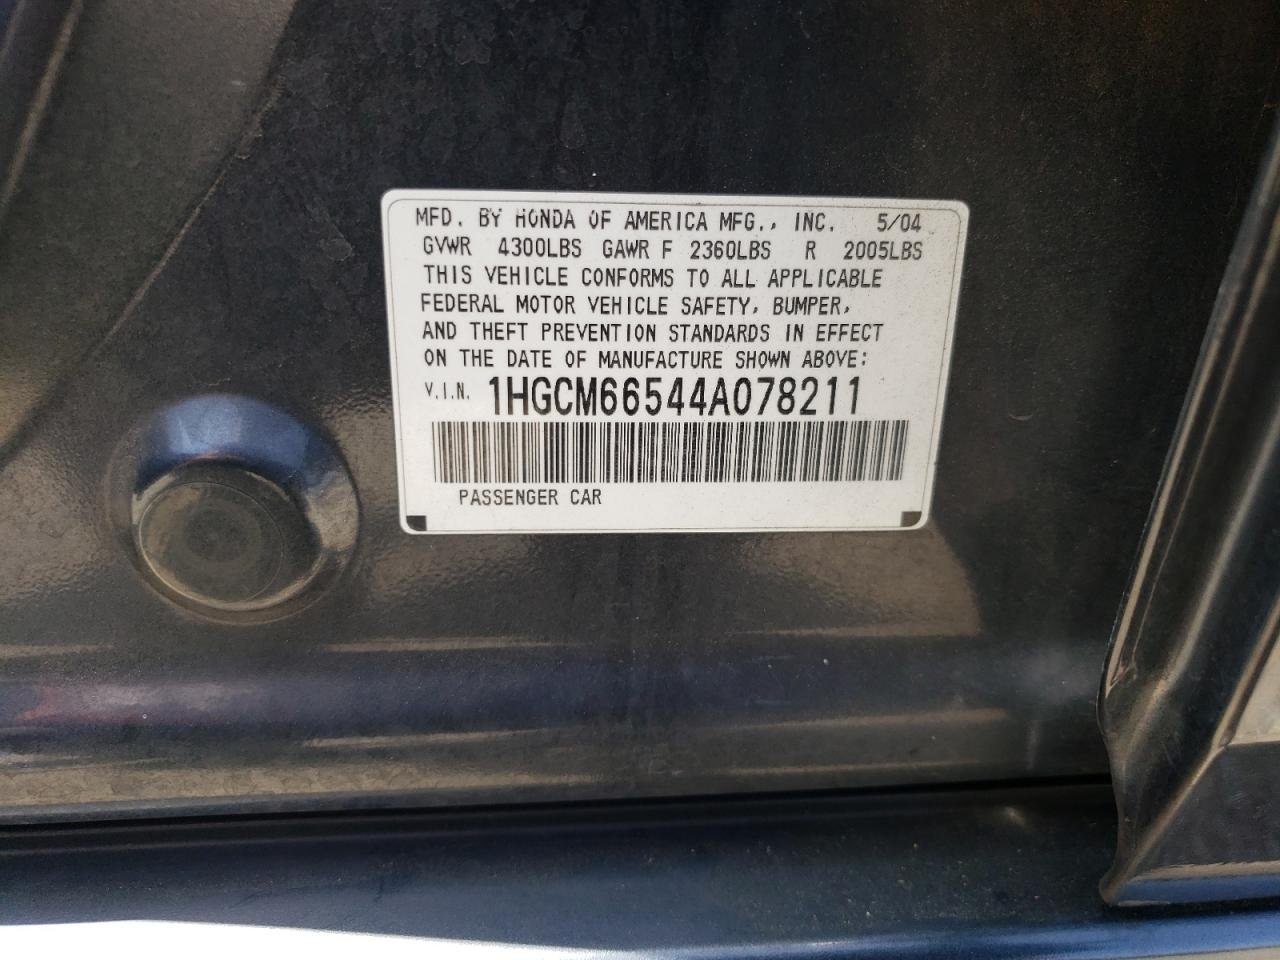 MFD. BY HONDA OF AMERICA MFG., INC. 5/04
GVWR 4300LBS GAWR F 2360LBS R 2005LBS
THIS VEHICLE CONFORMS TO ALL APPLICABLE
FEDERAL MOTOR VEHICLE SAFETY, BUMPER,
AND THEFT PREVENTION STANDARDS IN EFFECT
ON THE DATE OF MANUFACTURE SHOWN ABOVE:
V.I.N. 1HGCM66544A078211
PASSENGER CAR